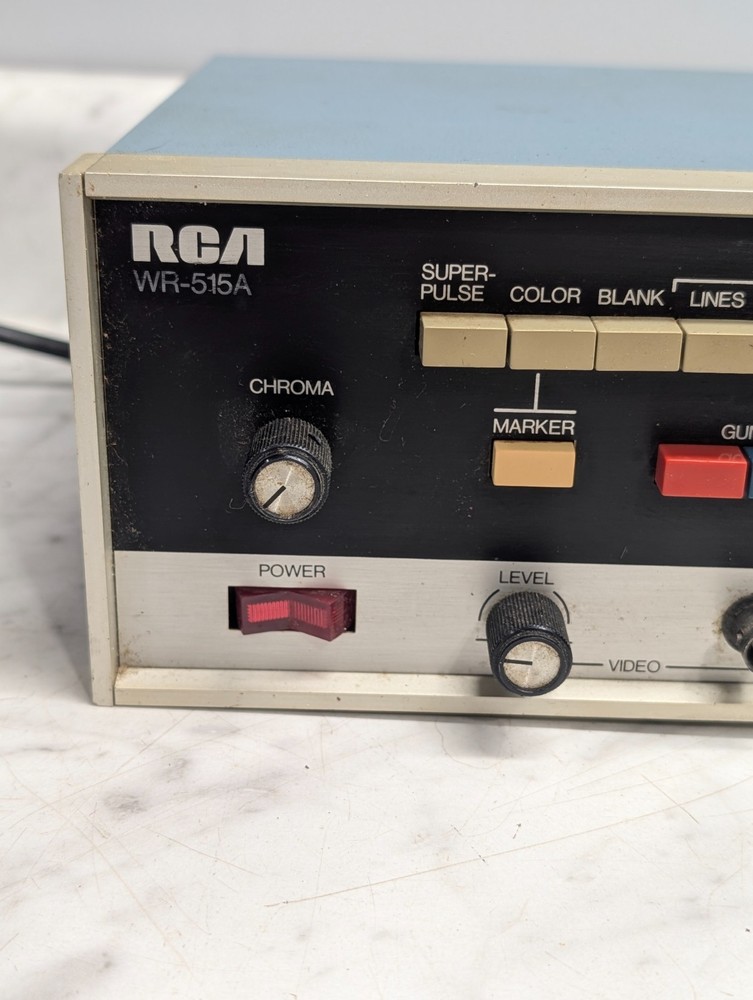 RCA
WR-515A
SUPER-
PULSE
COLOR
BLANK
LINES
CHROMA
MARKER
POWER
LEVEL
VIDEO